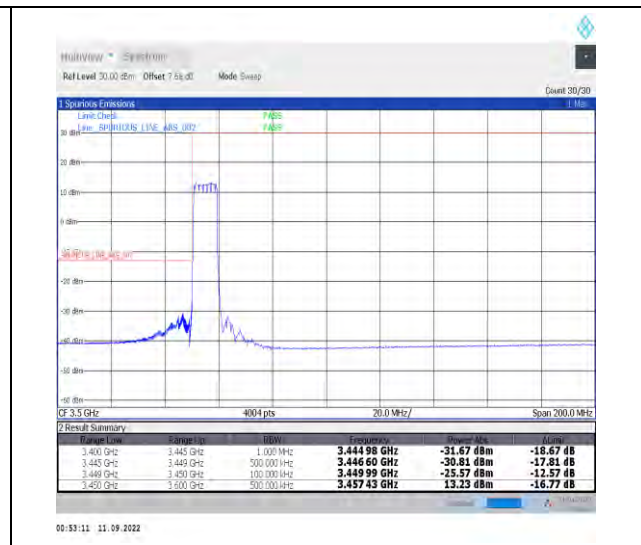 MultiView Spectrum
Ref Level 30.00 dBm Offset Mode Sweep
Count 30/30
1 Spurious Emissions
Limit Check PASS
Line _SPURIOUS_LINE_ABS_002 PASS
30 dBm
20 dBm
10 dBm
0 dBm
-20 dBm
-30 dBm
-40 dBm
-50 dBm
-60 dBm
CF 3.5 GHz 4004 pts 20.0 MHz/ Span 200.0 MHz
2 Result Summary
Range Low Range Up RBW Frequency Power Abs ΔLimit
3.400 GHz 3.445 GHz 1.000 MHz 3.444 98 GHz -31.67 dBm -18.67 dB
3.445 GHz 3.449 GHz 500.000 kHz 3.446 60 GHz -30.81 dBm -17.81 dB
3.449 GHz 3.450 GHz 100.000 kHz 3.449 99 GHz -25.57 dBm -12.57 dB
3.450 GHz 3.600 GHz 500.000 kHz 3.457 43 GHz 13.23 dBm -16.77 dB
00:53:11 11.09.2022